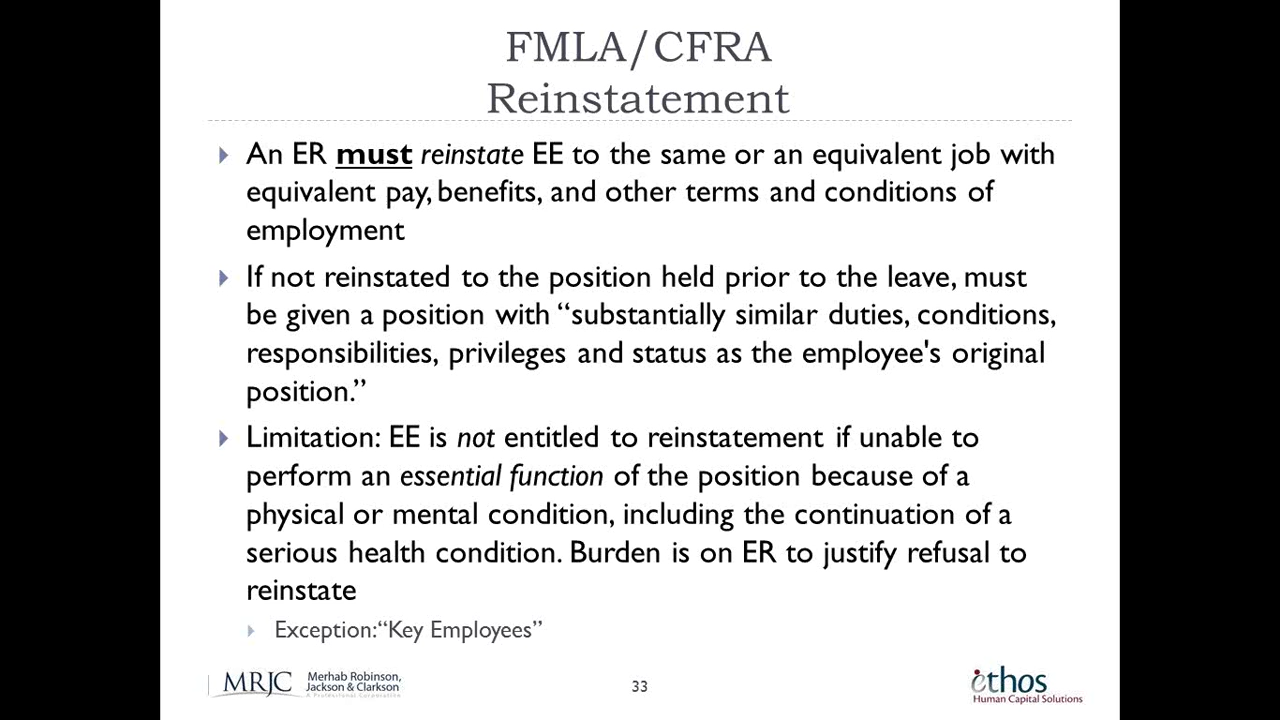 FMLA/CFRA
Reinstatement
An ER must reinstate EE to the same or an equivalent job with
equivalent pay, benefits, and other terms and conditions of
employment
If not reinstated to the position held prior to the leave, must
be given a position with “substantially similar duties, conditions,
responsibilities, privileges and status as the employee's original
position.”
Limitation: EE is not entitled to reinstatement if unable to
perform an essential function of the position because of a
physical or mental condition, including the continuation of a
serious health condition. Burden is on ER to justify refusal to
reinstate
Exception: “Key Employees”
MRJC
Merhab Robinson,
Jackson & Clarkson
A Professional Corporation
33
ethos
Human Capital Solutions